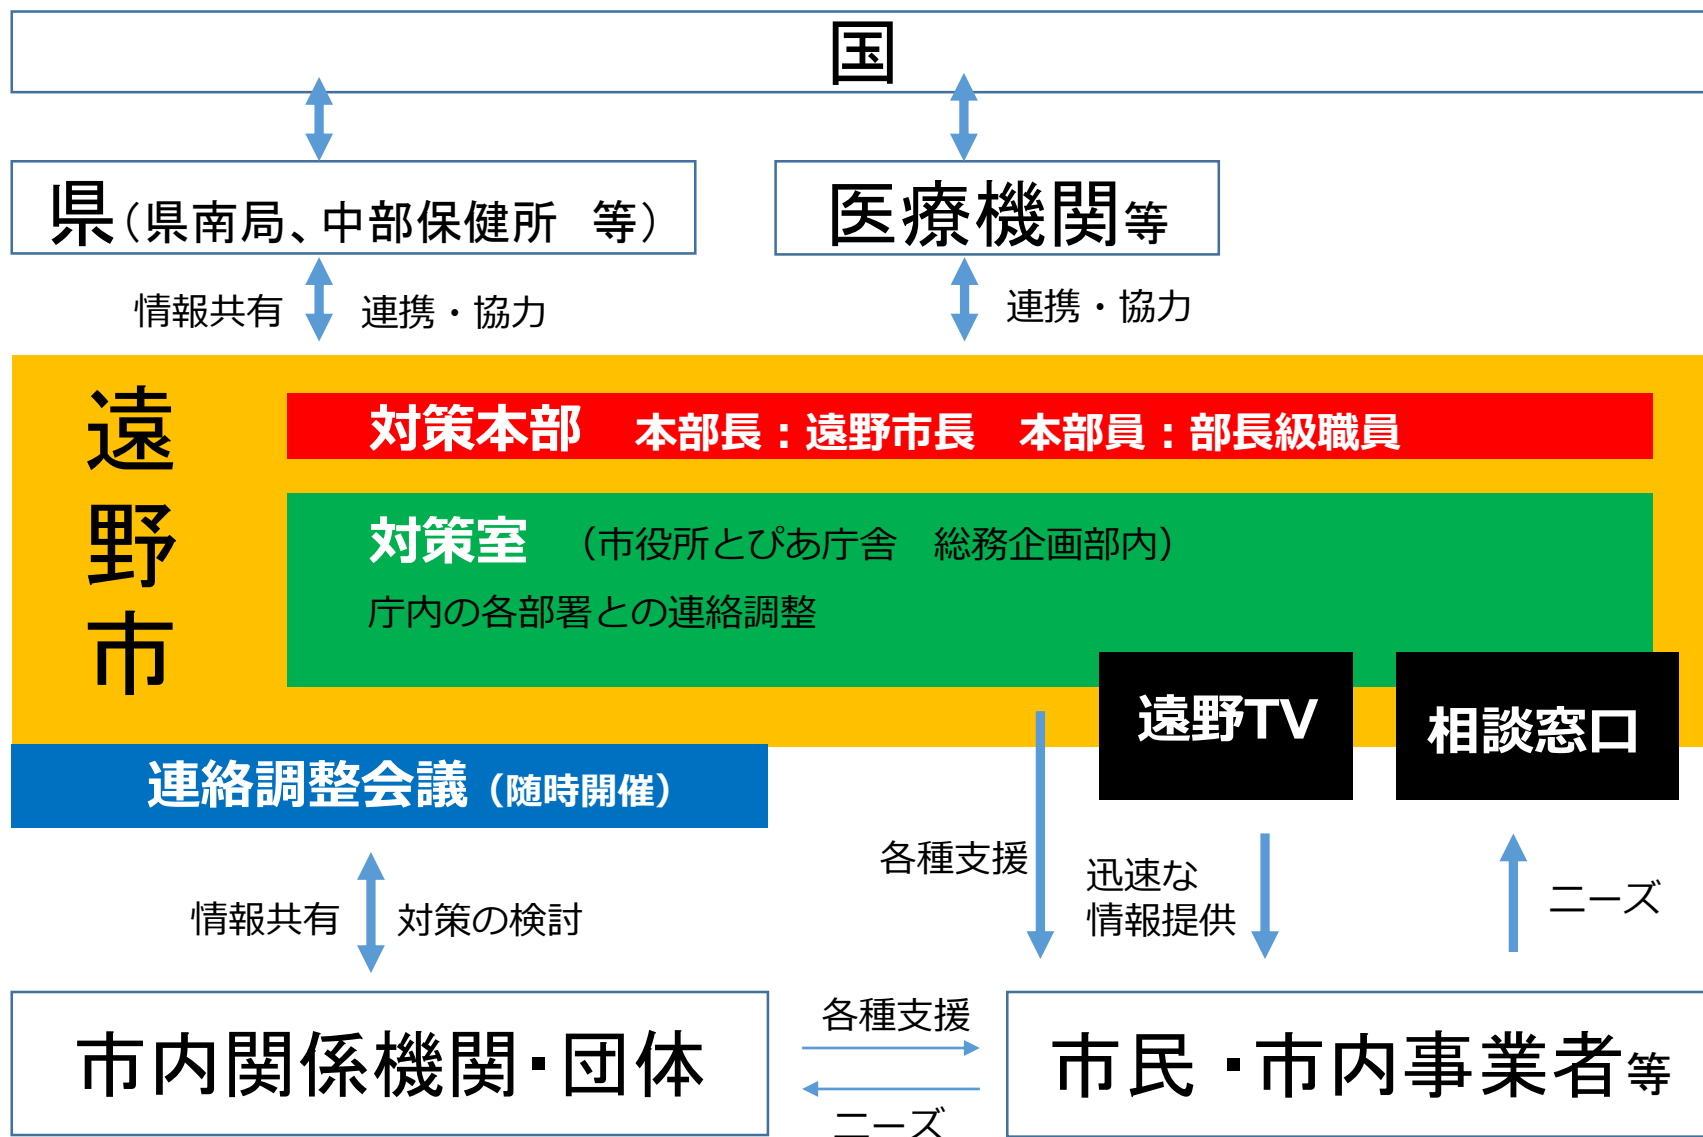 国
県（県南局、中部保健所　等）
医療機関等
情報共有
連携・協力
連携・協力
遠野市
対策本部　本部長：遠野市長　本部員：部長級職員
対策室　（市役所とぴあ庁舎　総務企画部内）
庁内の各部署との連絡調整
遠野TV
相談窓口
連絡調整会議（随時開催）
各種支援
迅速な
情報提供
ニーズ
情報共有
対策の検討
市内関係機関・団体
各種支援
ニーズ
市民・市内事業者等